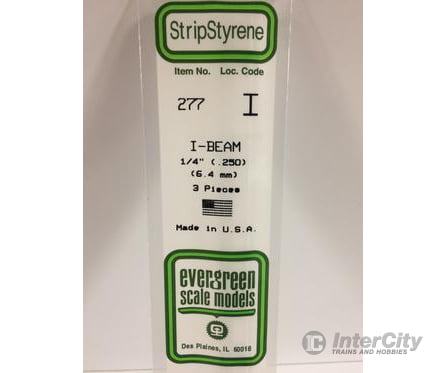 StripStyrene
Item No. Loc. Code
277 I
I-BEAM
1/4" (.250)
(6.4 mm)
3 Pieces
Made in U.S.A.
evergreen
scale models
Des Plaines, IL 60018
InterCity
TRAINS AND HOBBIES